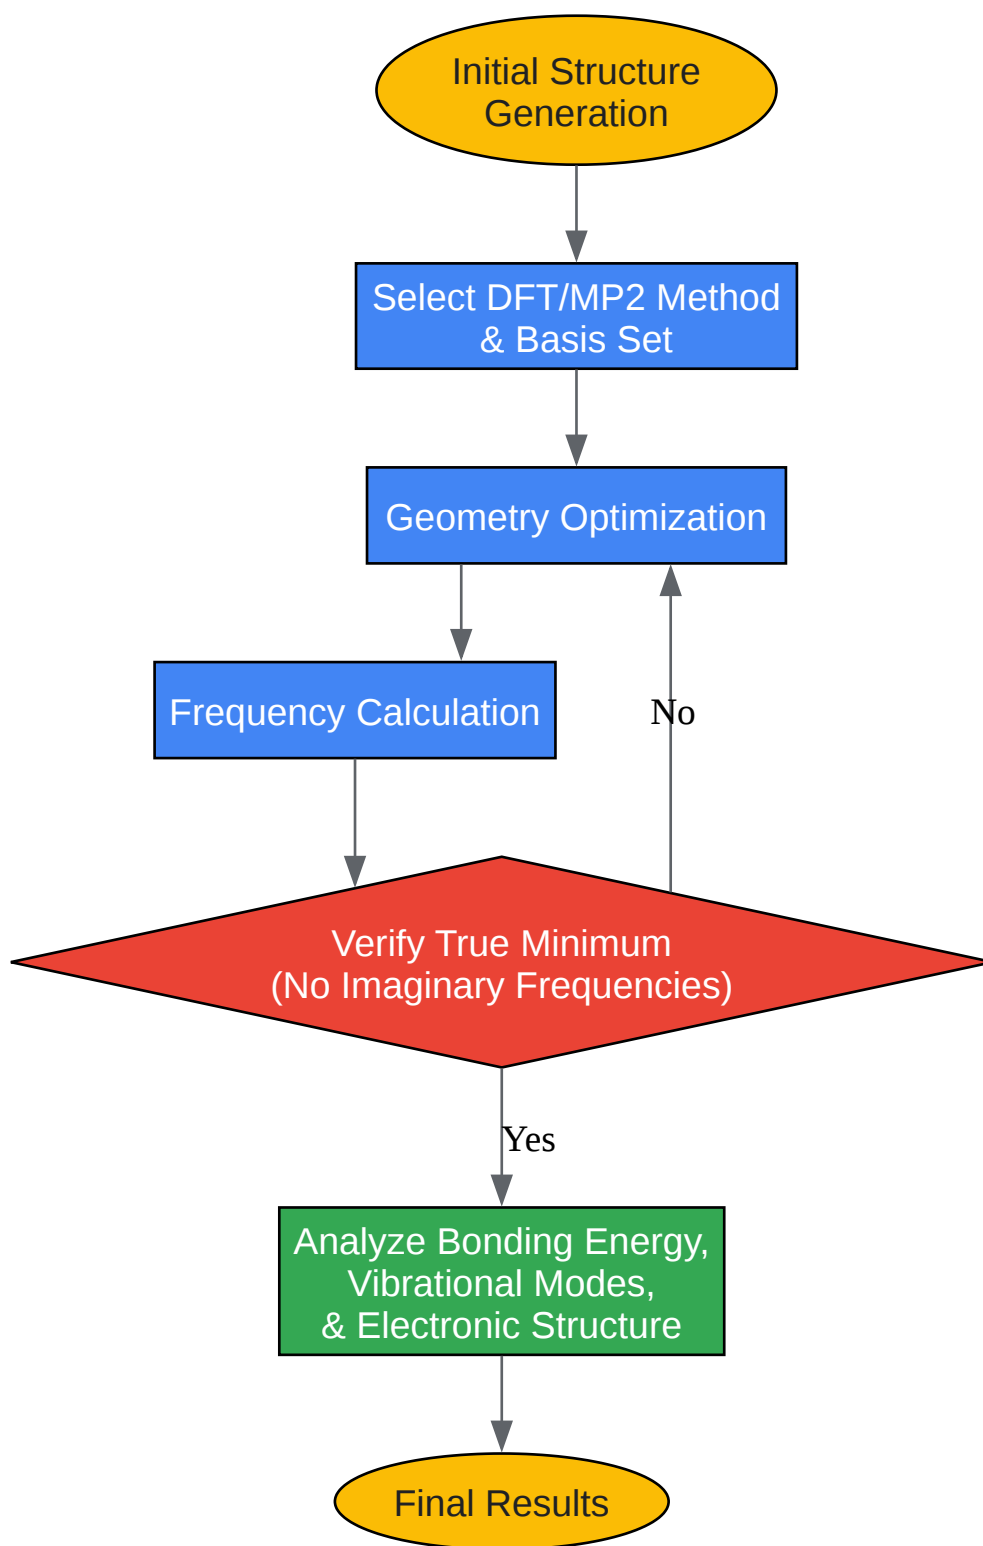 Initial Structure
Generation
Select DFT/MP2 Method
& Basis Set
Geometry Optimization
Frequency Calculation
No
Verify True Minimum
(No Imaginary Frequencies)
Yes
Analyze Bonding Energy,
Vibrational Modes,
& Electronic Structure
Final Results